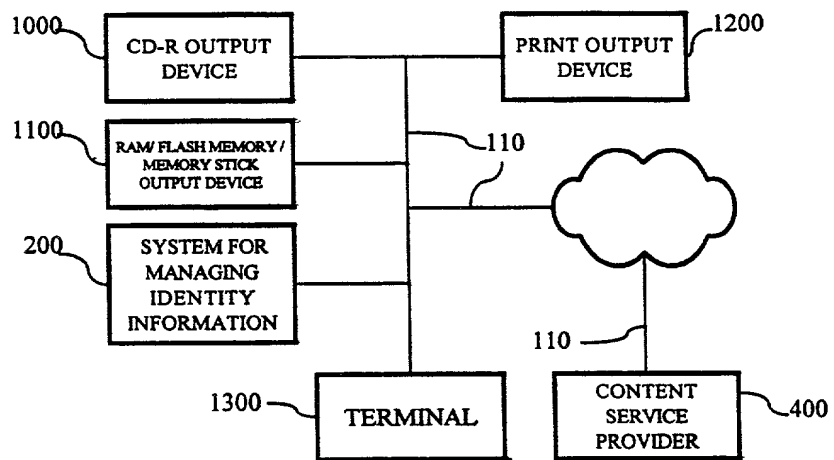 1000
CD-R OUTPUT
DEVICE
PRINT OUTPUT
DEVICE
1200
1100
RAM/ FLASH MEMORY /
MEMORY STICK
OUTPUT DEVICE
110
110
200
SYSTEM FOR
MANAGING
IDENTITY
INFORMATION
110
1300
TERMINAL
CONTENT
SERVICE
PROVIDER
400